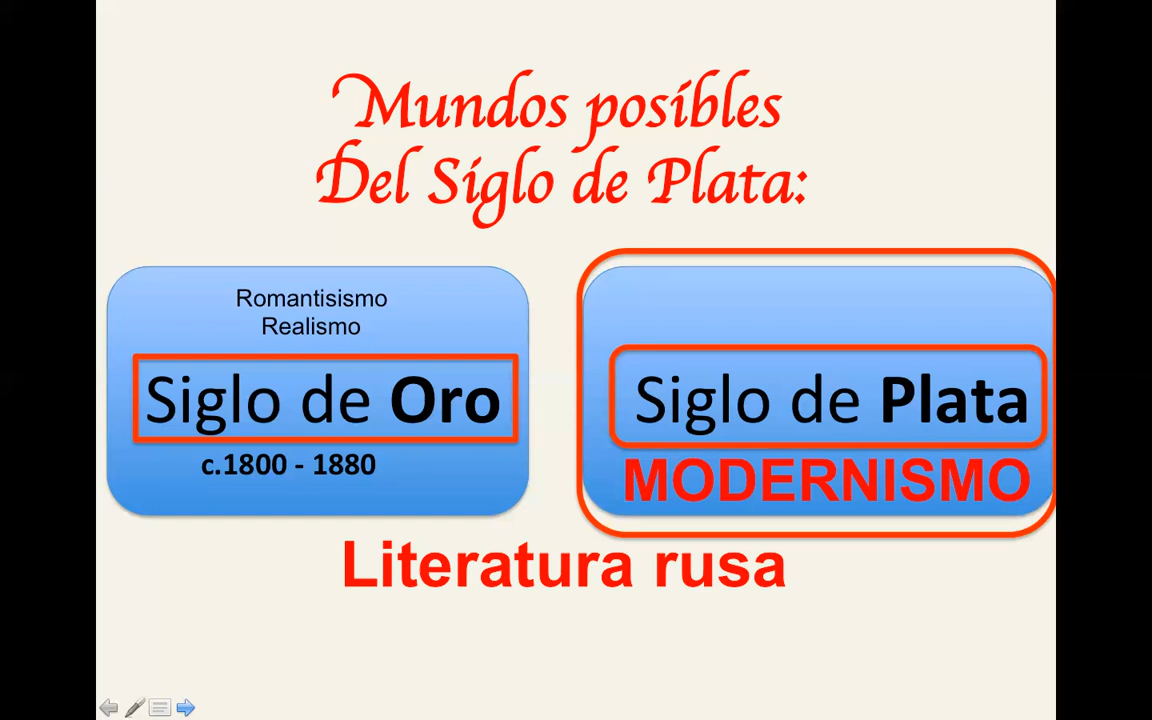 Mundos posibles
Del Siglo de Plata:
Romantisismo
Realismo
Siglo de Oro
c.1800 - 1880
Siglo de Plata
MODERNISMO
Literatura rusa